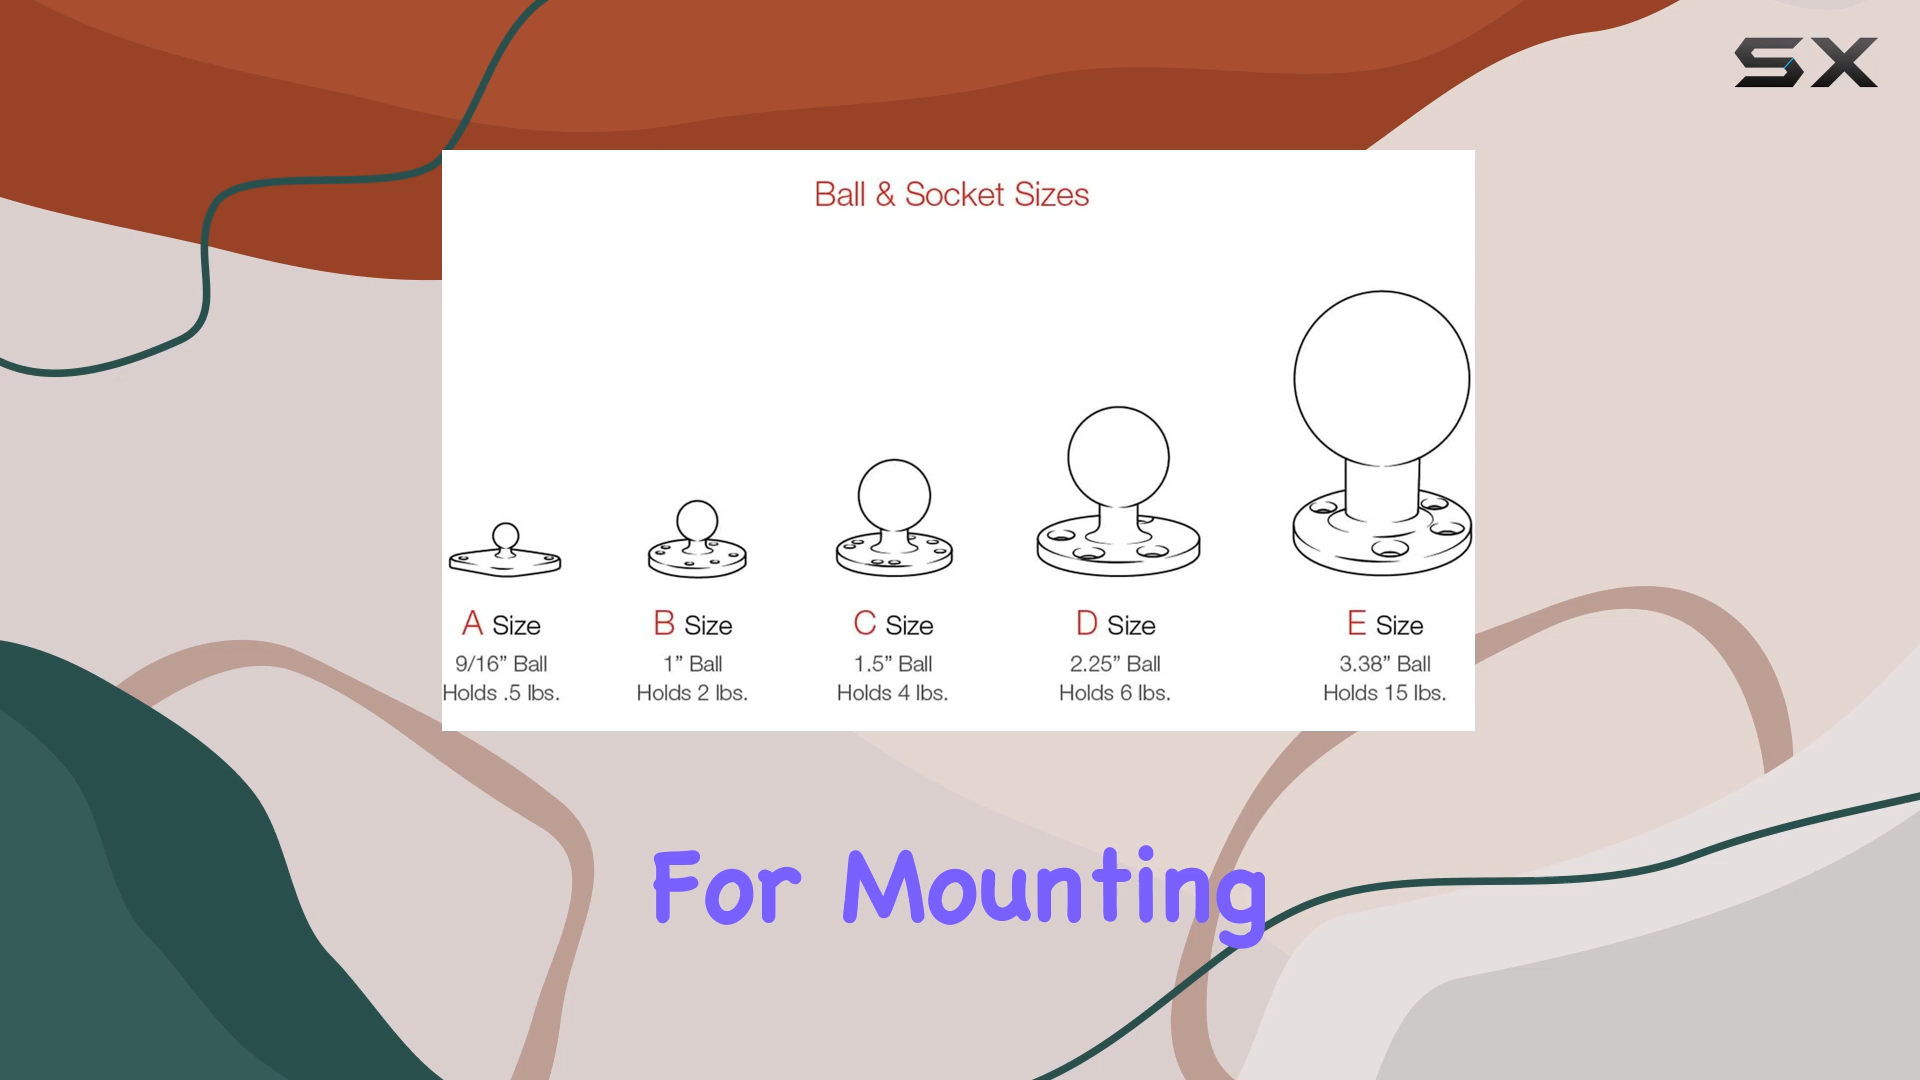 SX
Ball & Socket Sizes
A Size
9/16” Ball
Holds .5 lbs.
B Size
1” Ball
Holds 2 lbs.
C Size
1.5” Ball
Holds 4 lbs.
D Size
2.25” Ball
Holds 6 lbs.
E Size
3.38” Ball
Holds 15 lbs.
For Mounting